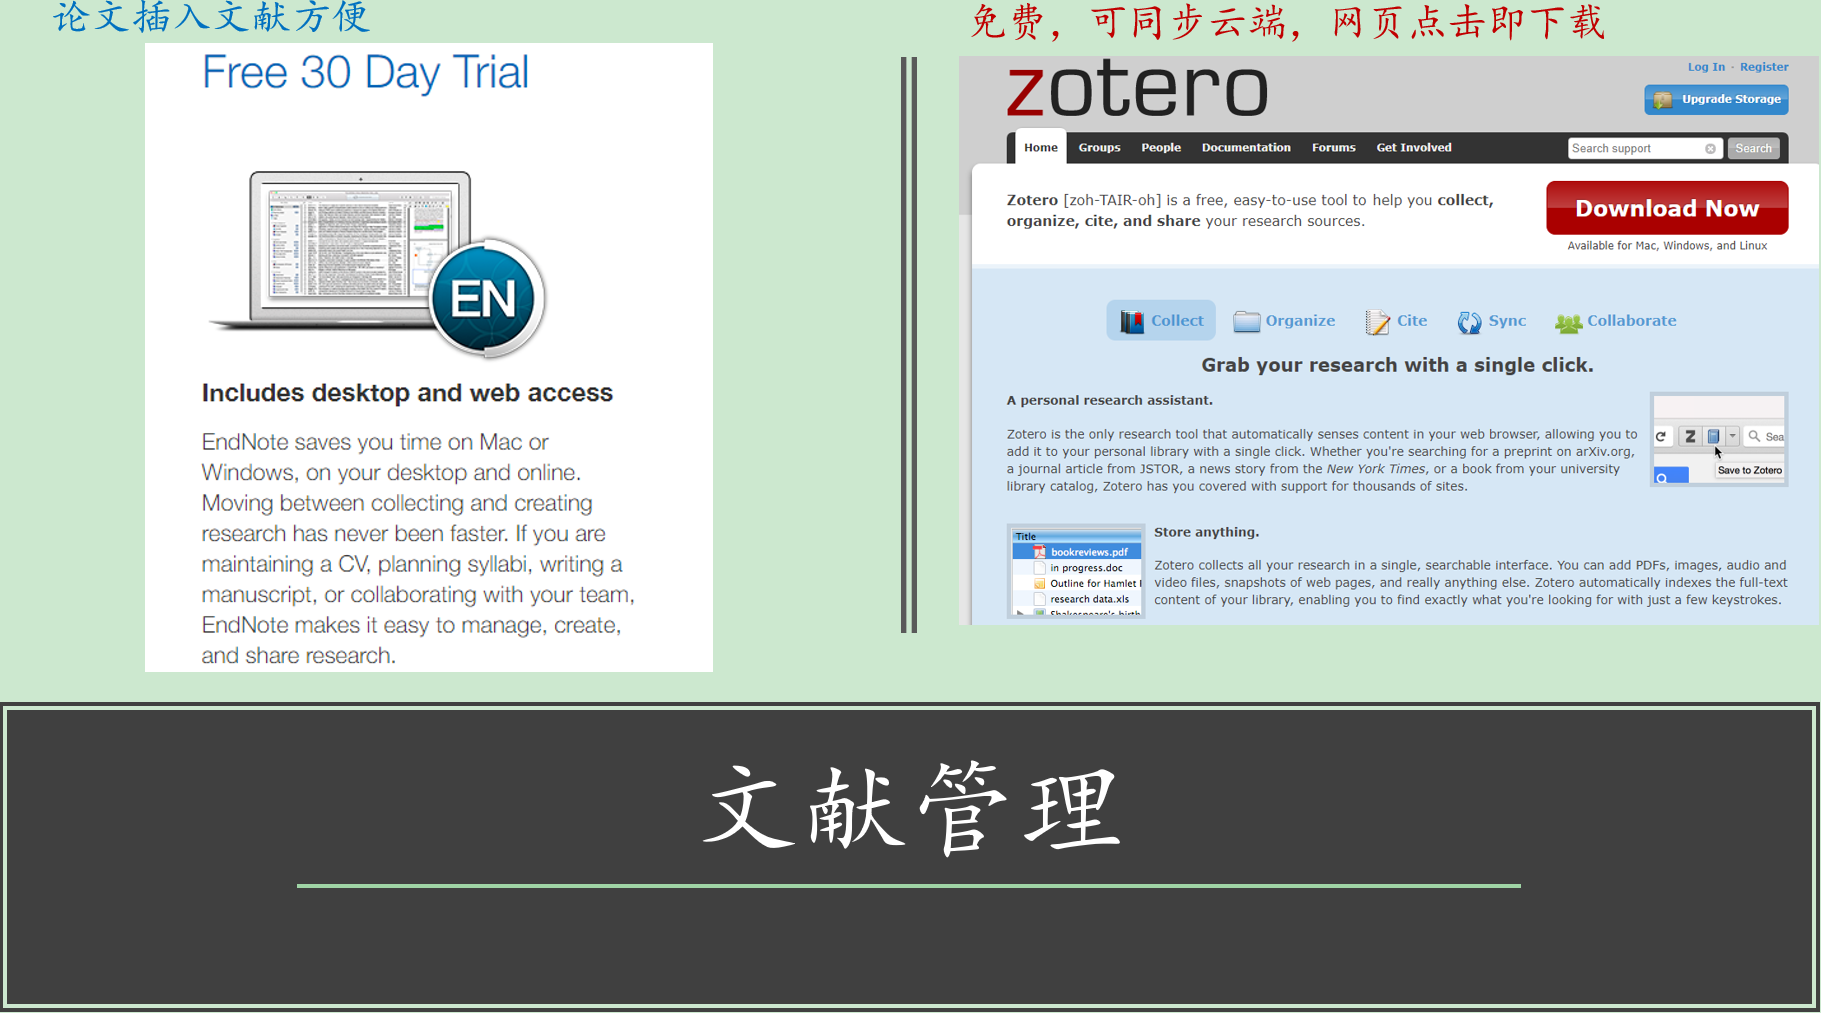 论文插入文献方便
Free 30 Day Trial
EN
Includes desktop and web access
EndNote saves you time on Mac or
Windows, on your desktop and online.
Moving between collecting and creating
research has never been faster. If you are
maintaining a CV, planning syllabi, writing a
manuscript, or collaborating with your team,
EndNote makes it easy to manage, create,
and share research.
免费，可同步云端，网页点击即下载
zotero
Log In · Register
Upgrade Storage
Home Groups People Documentation Forums Get Involved
Search support
Search
Zotero [zoh-TAIR-oh] is a free, easy-to-use tool to help you collect,
organize, cite, and share your research sources.
Download Now
Available for Mac, Windows, and Linux
Collect Organize Cite Sync Collaborate
Grab your research with a single click.
A personal research assistant.
Zotero is the only research tool that automatically senses content in your web browser, allowing you to
add it to your personal library with a single click. Whether you're searching for a preprint on arXiv.org,
a journal article from JSTOR, a news story from the New York Times, or a book from your university
library catalog, Zotero has you covered with support for thousands of sites.
Z
Sea
Save to Zotero
Title
bookreviews.pdf
in progress.doc
Outline for Hamlet
research data.xls
Store anything.
Zotero collects all your research in a single, searchable interface. You can add PDFs, images, audio and
video files, snapshots of web pages, and really anything else. Zotero automatically indexes the full-text
content of your library, enabling you to find exactly what you're looking for with just a few keystrokes.
文献管理